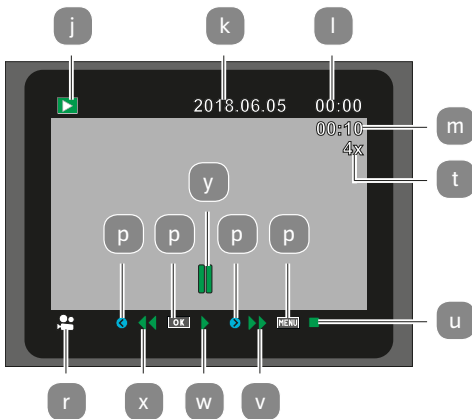 j k l
2018.06.05 00:00
00:10 m
4x
t
y
p p p p
OK MENU
u
r x w v